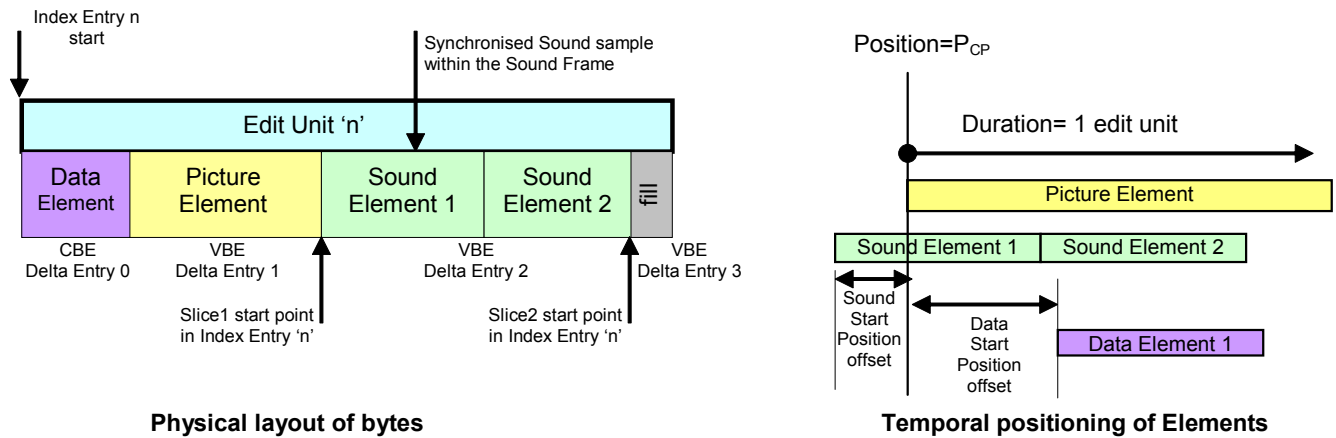 Index Entry n
start
Synchronised Sound sample
within the Sound Frame
Edit Unit ‘n’
Data
Element
Picture
Element
Sound
Element 1
Sound
Element 2
fill
CBE
Delta Entry 0
VBE
Delta Entry 1
VBE
Delta Entry 2
VBE
Delta Entry 3
Slice1 start point
in Index Entry ‘n’
Slice2 start point
in Index Entry ‘n’
Physical layout of bytes
Position=PCP
Duration= 1 edit unit
Picture Element
Sound Element 1
Sound Element 2
Sound
Start
Position
offset
Data
Start
Position
offset
Data Element 1
Temporal positioning of Elements